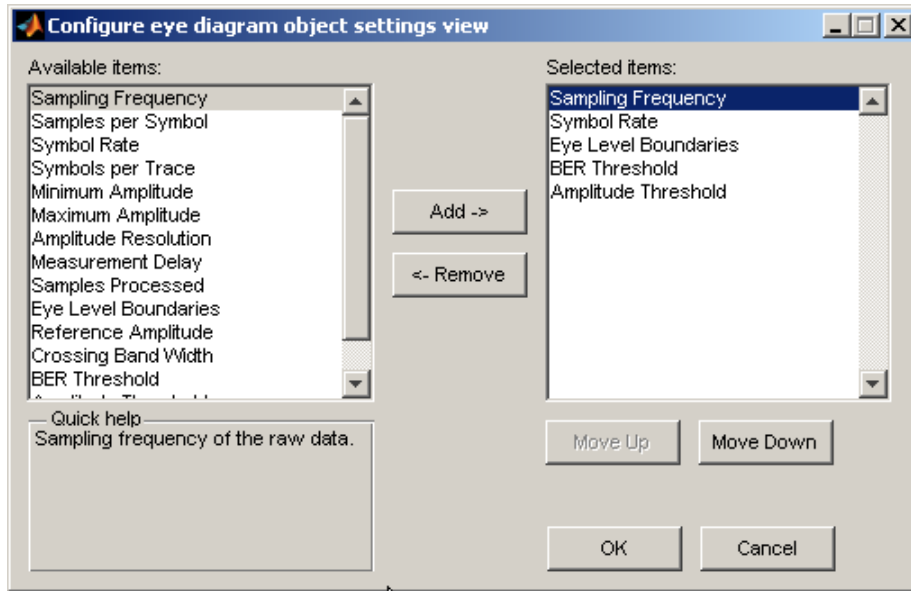 Configure eye diagram object settings view
Available items:
Sampling Frequency
Samples per Symbol
Symbol Rate
Symbols per Trace
Minimum Amplitude
Maximum Amplitude
Amplitude Resolution
Measurement Delay
Samples Processed
Eye Level Boundaries
Reference Amplitude
Crossing Band Width
BER Threshold
Quick help
Sampling frequency of the raw data.
Add ->
<- Remove
Selected items:
Sampling Frequency
Symbol Rate
Eye Level Boundaries
BER Threshold
Amplitude Threshold
Move Up
Move Down
OK
Cancel